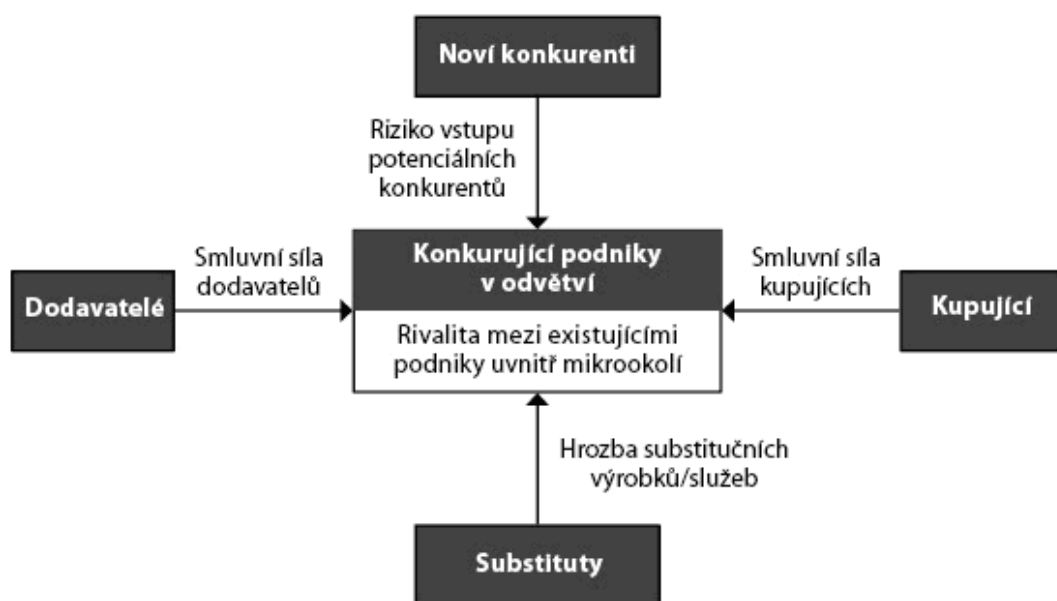 Noví konkurenti
Riziko vstupu
potenciálních
konkurentů
Smluvní síla
dodavatelů
Dodavatelé
Konkurující podniky
v odvětví
Rivalita mezi existujícími
podniky uvnitř mikrookolí
Smluvní síla
kupujících
Kupující
Hrozba substitučních
výrobků/služeb
Substituty